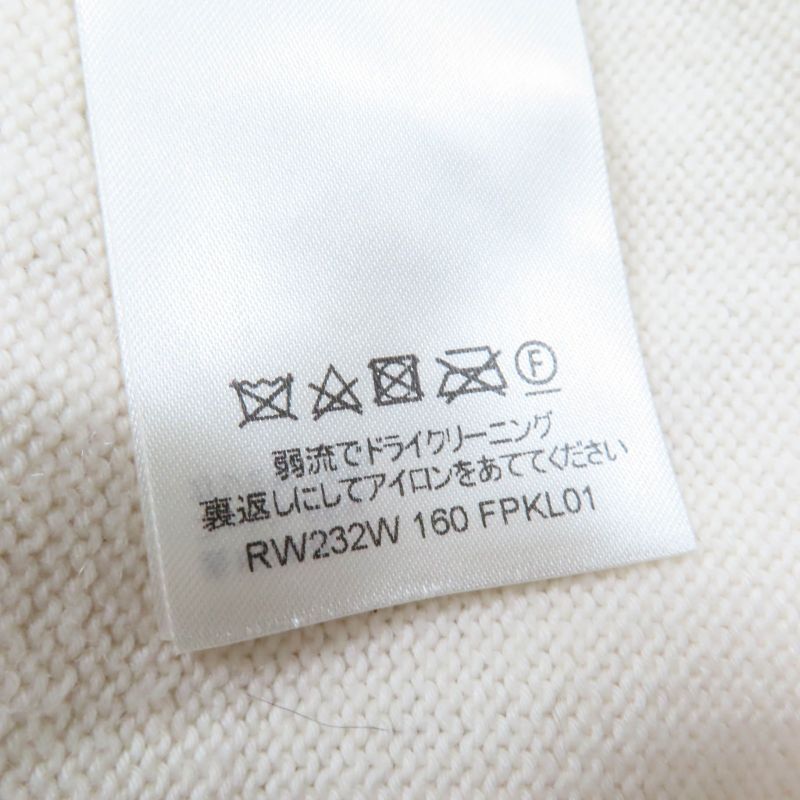 F
弱流でドライクリーニング
裏返しにしてアイロンをあててください
RW232W 160 FPKL01